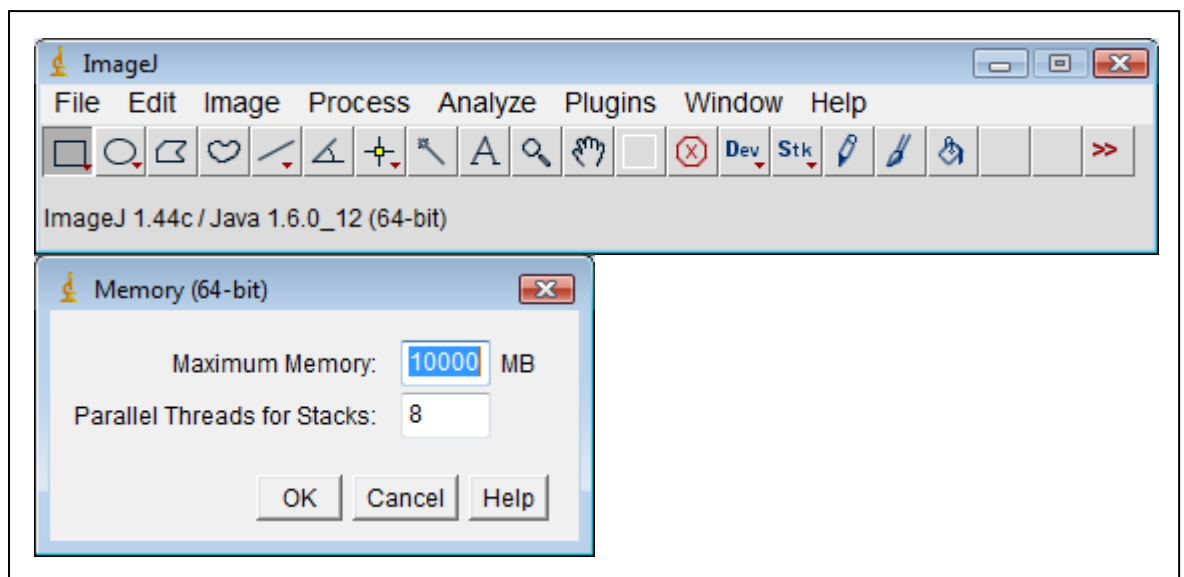 ImageJ
File Edit Image Process Analyze Plugins Window Help
A Dev Stk >>
ImageJ 1.44c / Java 1.6.0_12 (64-bit)
Memory (64-bit)
Maximum Memory: 10000 MB
Parallel Threads for Stacks: 8
OK Cancel Help